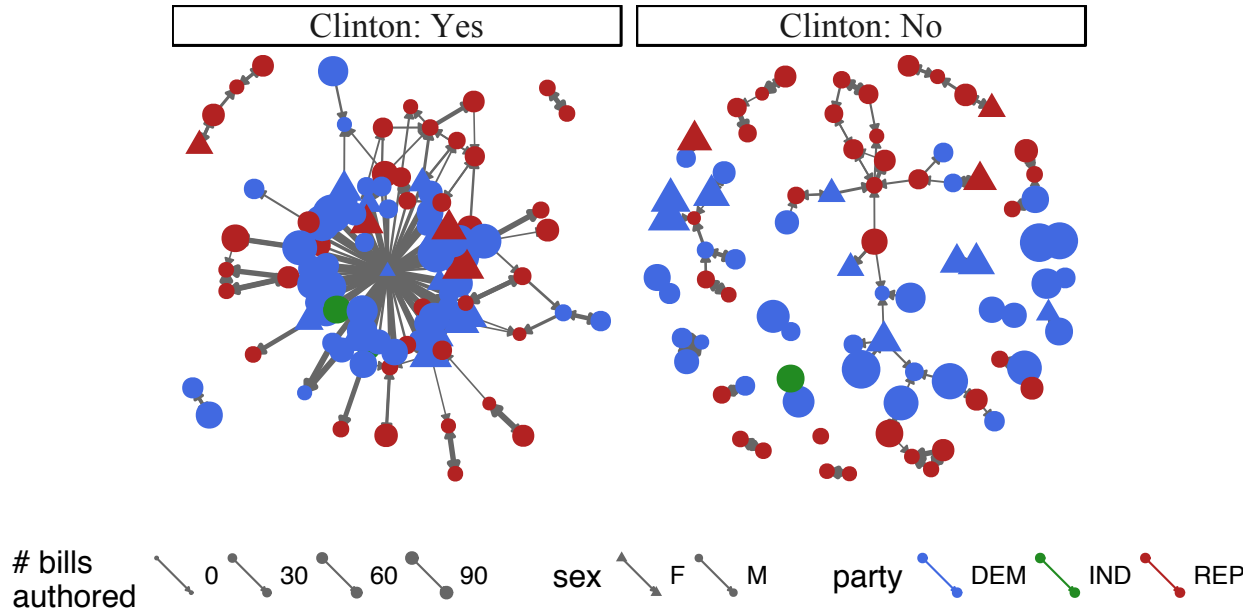 Clinton: Yes
Clinton: No
# bills
authored
0
30
60
90
sex
F
M
party
DEM
IND
REP